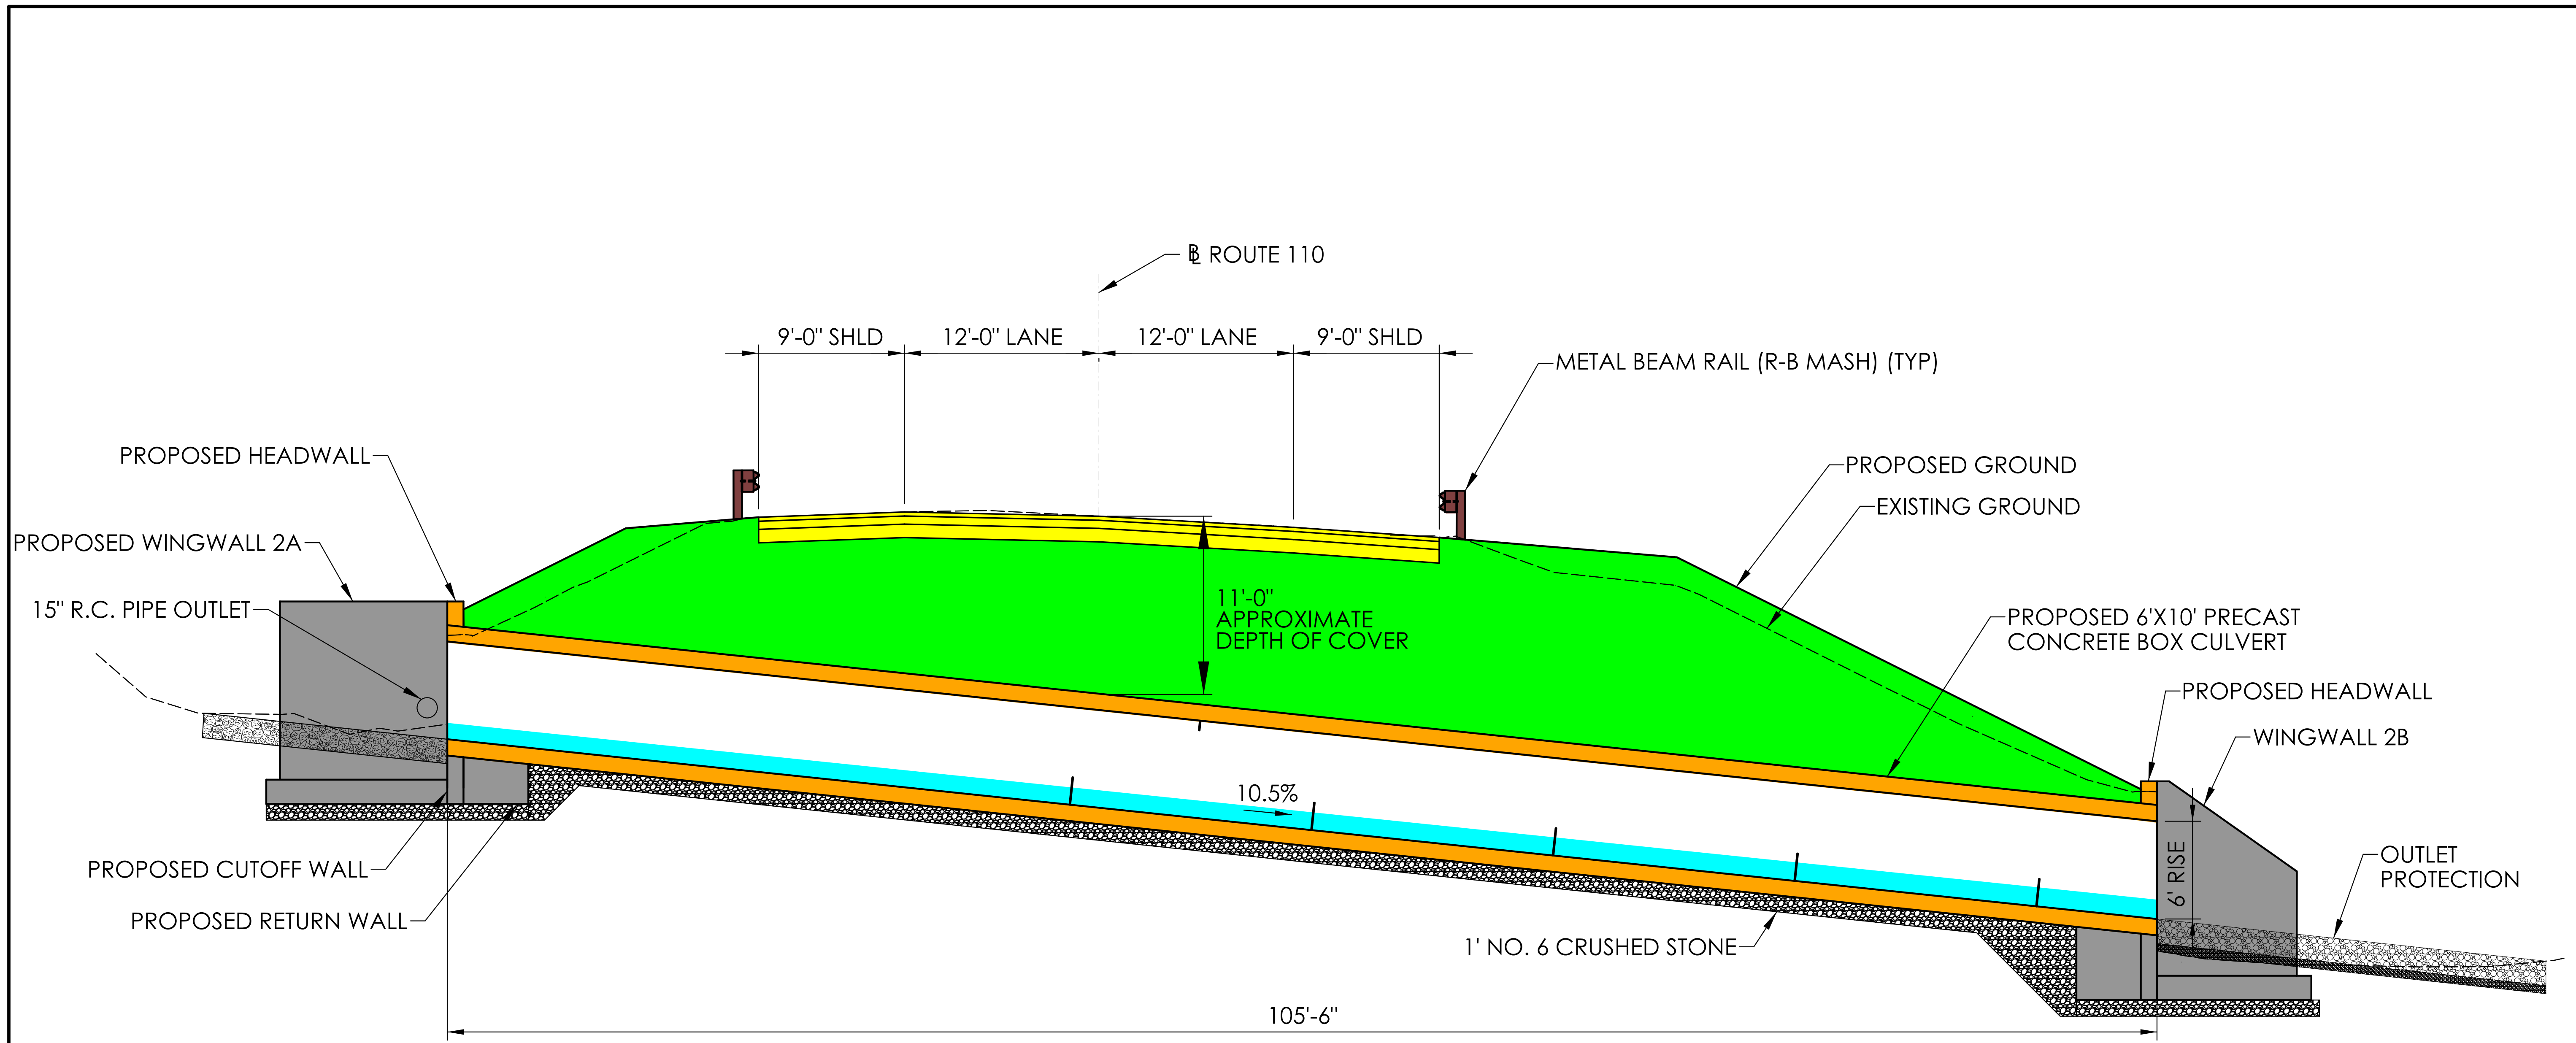 ℄ ROUTE 110
9'-0" SHLD
12'-0" LANE
12'-0" LANE
9'-0" SHLD
METAL BEAM RAIL (R-B MASH) (TYP)
PROPOSED HEADWALL
PROPOSED GROUND
EXISTING GROUND
PROPOSED WINGWALL 2A
15" R.C. PIPE OUTLET
11'-0"
APPROXIMATE
DEPTH OF COVER
PROPOSED 6'X10' PRECAST
CONCRETE BOX CULVERT
PROPOSED HEADWALL
WINGWALL 2B
10.5%
6' RISE
OUTLET
PROTECTION
PROPOSED CUTOFF WALL
PROPOSED RETURN WALL
1' NO. 6 CRUSHED STONE
105'-6"